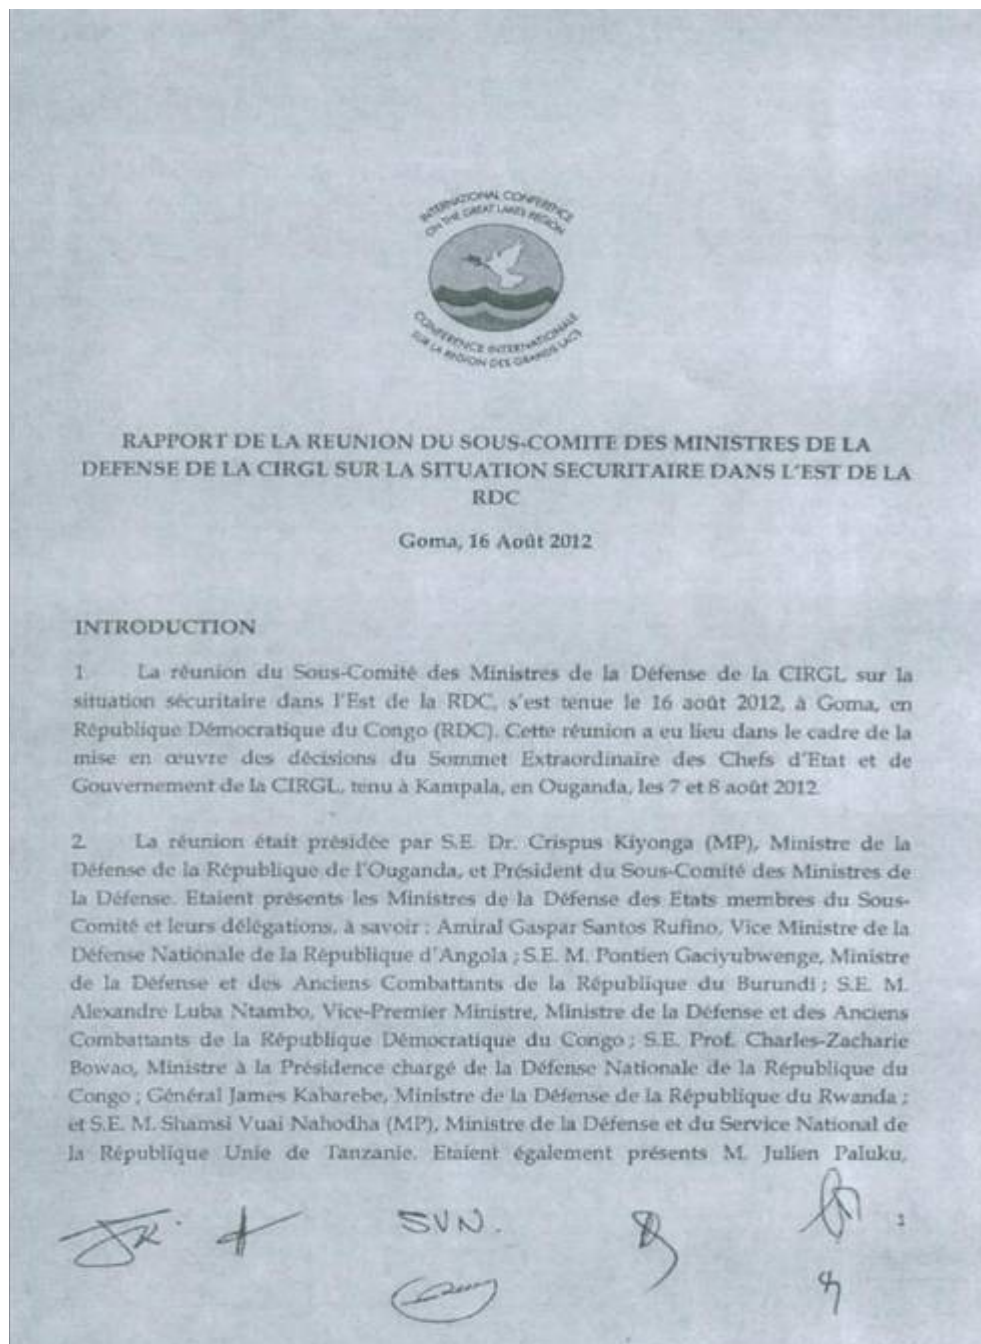 INTERNATIONAL CONFERENCE
ON THE GREAT LAKES REGION
CONFERENCE INTERNATIONALE
SUR LA REGION DES GRANDS LACS
RAPPORT DE LA REUNION DU SOUS-COMITE DES MINISTRES DE LA
DEFENSE DE LA CIRGL SUR LA SITUATION SECURITAIRE DANS L'EST DE LA
RDC
Goma, 16 Août 2012
INTRODUCTION
1. La réunion du Sous-Comité des Ministres de la Défense de la CIRGL sur la
situation sécuritaire dans l'Est de la RDC, s'est tenue le 16 août 2012, à Goma, en
République Démocratique du Congo (RDC). Cette réunion a eu lieu dans le cadre de la
mise en œuvre des décisions du Sommet Extraordinaire des Chefs d'Etat et de
Gouvernement de la CIRGL, tenu à Kampala, en Ouganda, les 7 et 8 août 2012.
2. La réunion était présidée par S.E. Dr. Crispus Kiyonga (MP), Ministre de la
Défense de la République de l'Ouganda, et Président du Sous-Comité des Ministres de
la Défense. Etaient présents les Ministres de la Défense des Etats membres du Sous-
Comité et leurs délégations, à savoir : Amiral Gaspar Santos Rufino, Vice Ministre de la
Défense Nationale de la République d'Angola ; S.E. M. Pontien Gaciyubwenge, Ministre
de la Défense et des Anciens Combattants de la République du Burundi ; S.E. M.
Alexandre Luba Ntambo, Vice-Premier Ministre, Ministre de la Défense et des Anciens
Combattants de la République Démocratique du Congo ; S.E. Prof. Charles-Zacharie
Bowao, Ministre à la Présidence chargé de la Défense Nationale de la République du
Congo ; Général James Kabarebe, Ministre de la Défense de la République du Rwanda ;
et S.E. M. Shamsi Vuai Nahodha (MP), Ministre de la Défense et du Service National de
la République Unie de Tanzanie. Etaient également présents M. Julien Paluku,
SVN.